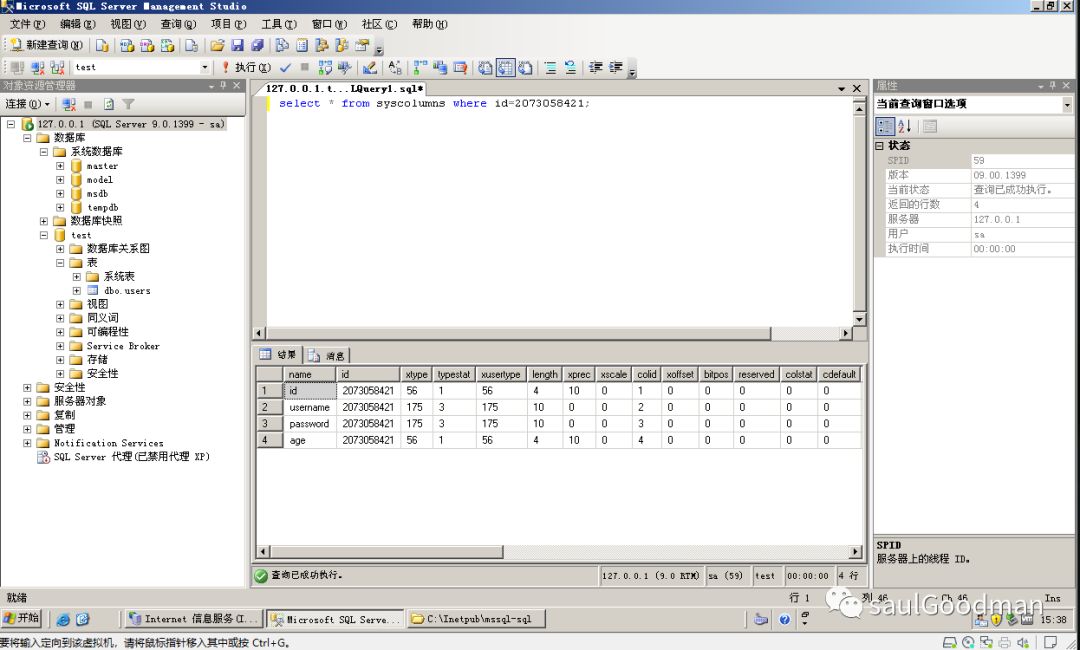 Microsoft SQL Server Management Studio
文件(F) 编辑(E) 视图(V) 查询(Q) 项目(P) 工具(T) 窗口(W) 社区(C) 帮助(H)
新建查询(N)
test 执行(X)
对象资源管理器
连接(O)
127.0.0.1 (SQL Server 9.0.1399 - sa)
数据库
系统数据库
master
model
msdb
tempdb
数据库快照
test
数据库关系图
表
系统表
dbo.users
视图
同义词
可编程性
Service Broker
存储
安全性
安全性
服务器对象
复制
管理
Notification Services
SQL Server 代理(已禁用代理 XP)
127.0.0.1.t...LQuery1.sql*
select * from syscolumns where id=2073058421;
结果 消息
name id xtype typestat xusertype length xprec xscale colid xoffset bitpos reserved colstat cdefault
1 id 2073058421 56 1 56 4 10 0 1 0 0 0 0 0
2 username 2073058421 175 3 175 10 0 0 2 0 0 0 0 0
3 password 2073058421 175 3 175 10 0 0 3 0 0 0 0 0
4 age 2073058421 56 1 56 4 10 0 4 0 0 0 0 0
查询已成功执行。 127.0.0.1 (9.0 RTM) sa (59) test 00:00:00 4 行
属性
当前查询窗口选项
状态
SPID 59
版本 09.00.1399
当前状态 查询已成功执行。
返回的行数 4
服务器 127.0.0.1
用户 sa
执行时间 00:00:00
SPID
服务器上的线程 ID。
就绪 行 1 列 46 Ch 46 Ins
saulGoodman
开始 Internet 信息服务(I... Microsoft SQL Serve... C:\Inetpub\mssql-sql 15:38
要将输入定向到该虚拟机，请将鼠标指针移入其中或按 Ctrl+G。